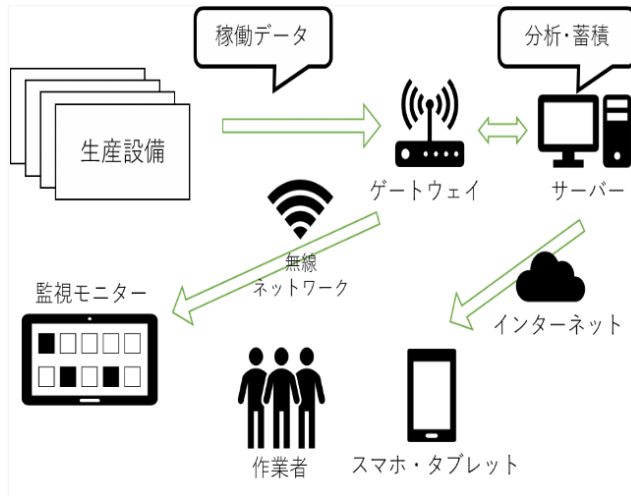 稼働データ
分析・蓄積
生産設備
ゲートウェイ
サーバー
無線
ネットワーク
監視モニター
インターネット
作業者
スマホ・タブレット